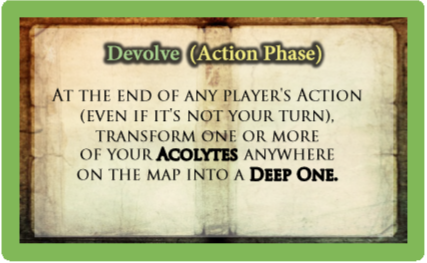 Devolve (Action Phase)
At the end of any player's Action
(even if it's not your turn),
transform one or more
of your Acolytes anywhere
on the map into a Deep One.